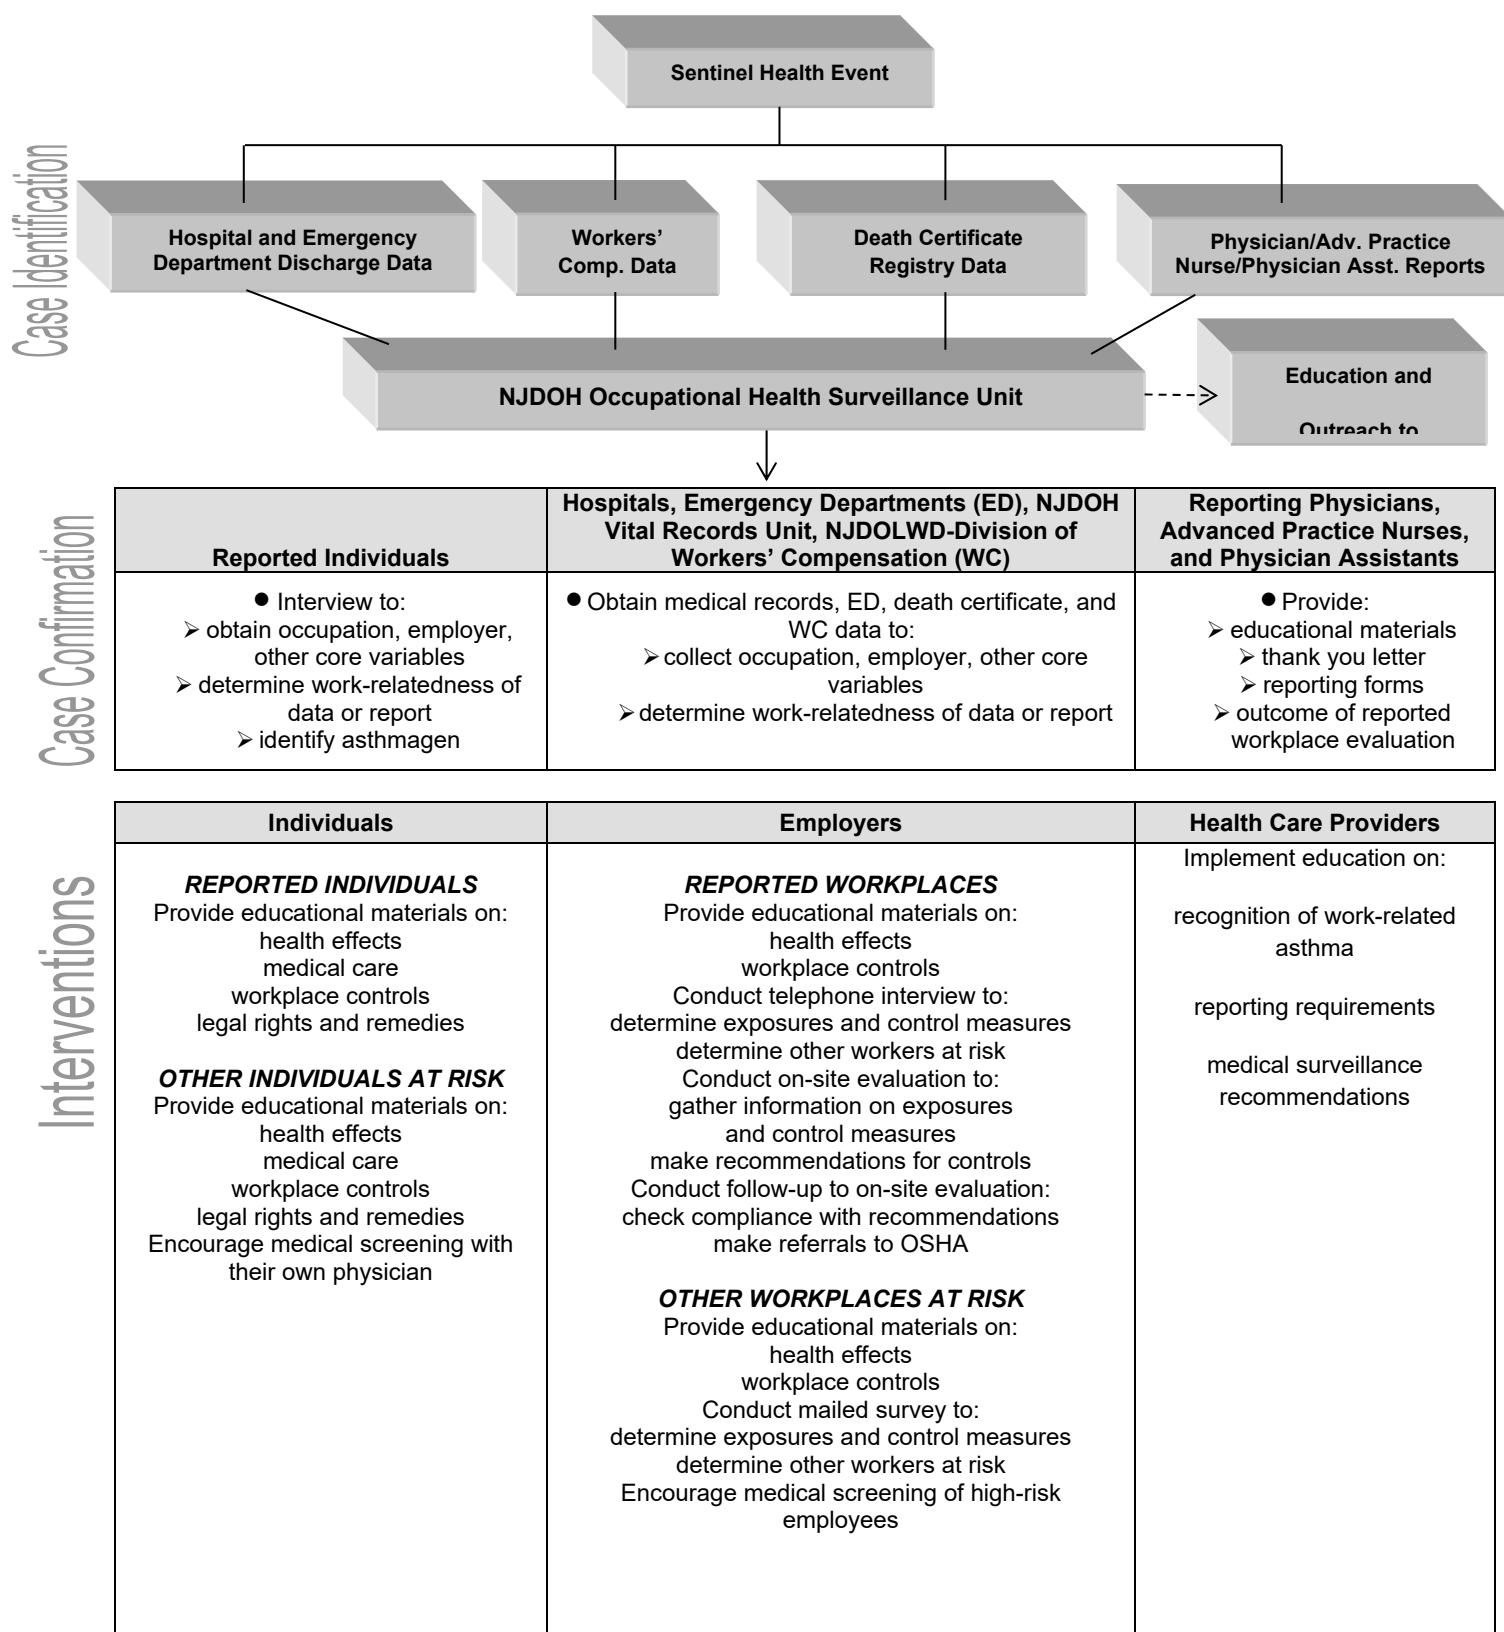 Sentinel Health Event
Case Identification
Hospital and Emergency
Department Discharge Data
Workers'
Comp. Data
Death Certificate
Registry Data
Physician/Adv. Practice
Nurse/Physician Asst. Reports
NJDOH Occupational Health Surveillance Unit
Education and
Outreach to
Case Confirmation
Reported Individuals
● Interview to:
➢ obtain occupation, employer,
other core variables
➢ determine work-relatedness of
data or report
➢ identify asthmagen
Hospitals, Emergency Departments (ED), NJDOH
Vital Records Unit, NJDOLWD-Division of
Workers' Compensation (WC)
● Obtain medical records, ED, death certificate, and
WC data to:
➢ collect occupation, employer, other core
variables
➢ determine work-relatedness of data or report
Reporting Physicians,
Advanced Practice Nurses,
and Physician Assistants
● Provide:
➢ educational materials
➢ thank you letter
➢ reporting forms
➢ outcome of reported
workplace evaluation
Interventions
Individuals
REPORTED INDIVIDUALS
Provide educational materials on:
health effects
medical care
workplace controls
legal rights and remedies
OTHER INDIVIDUALS AT RISK
Provide educational materials on:
health effects
medical care
workplace controls
legal rights and remedies
Encourage medical screening with
their own physician
Employers
REPORTED WORKPLACES
Provide educational materials on:
health effects
workplace controls
Conduct telephone interview to:
determine exposures and control measures
determine other workers at risk
Conduct on-site evaluation to:
gather information on exposures
and control measures
make recommendations for controls
Conduct follow-up to on-site evaluation:
check compliance with recommendations
make referrals to OSHA
OTHER WORKPLACES AT RISK
Provide educational materials on:
health effects
workplace controls
Conduct mailed survey to:
determine exposures and control measures
determine other workers at risk
Encourage medical screening of high-risk
employees
Health Care Providers
Implement education on:
recognition of work-related
asthma
reporting requirements
medical surveillance
recommendations